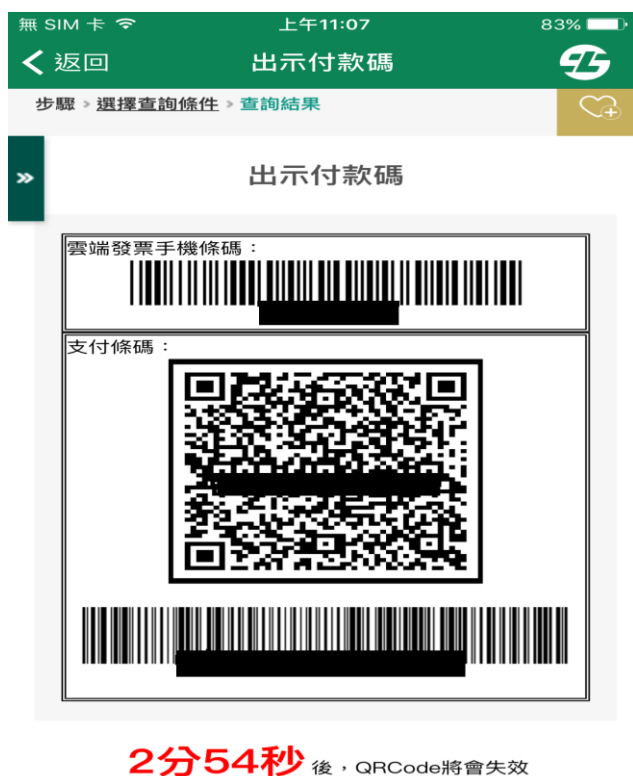 無 SIM 卡 上午11:07 83%
返回 出示付款碼
步驟 > 選擇查詢條件 > 查詢結果
出示付款碼
雲端發票手機條碼：
支付條碼：
2分54秒 後，QRCode將會失效